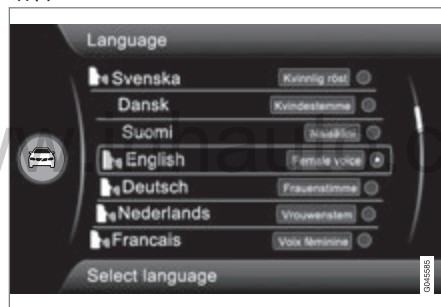 Language
Svenska Kvinnlig röst
Dansk Kvindestemme
Suomi
English Female voice
Deutsch Frauenstimme
Nederlands Vrouwenstem
Francais Voix féminine
Select language
G045585